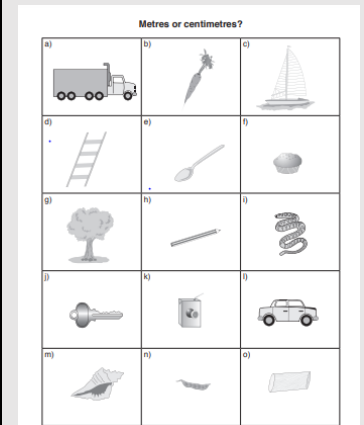 Metres or centimetres?
a) b) c)
d) e) f)
g) h) i)
j) k) l)
m) n) o)